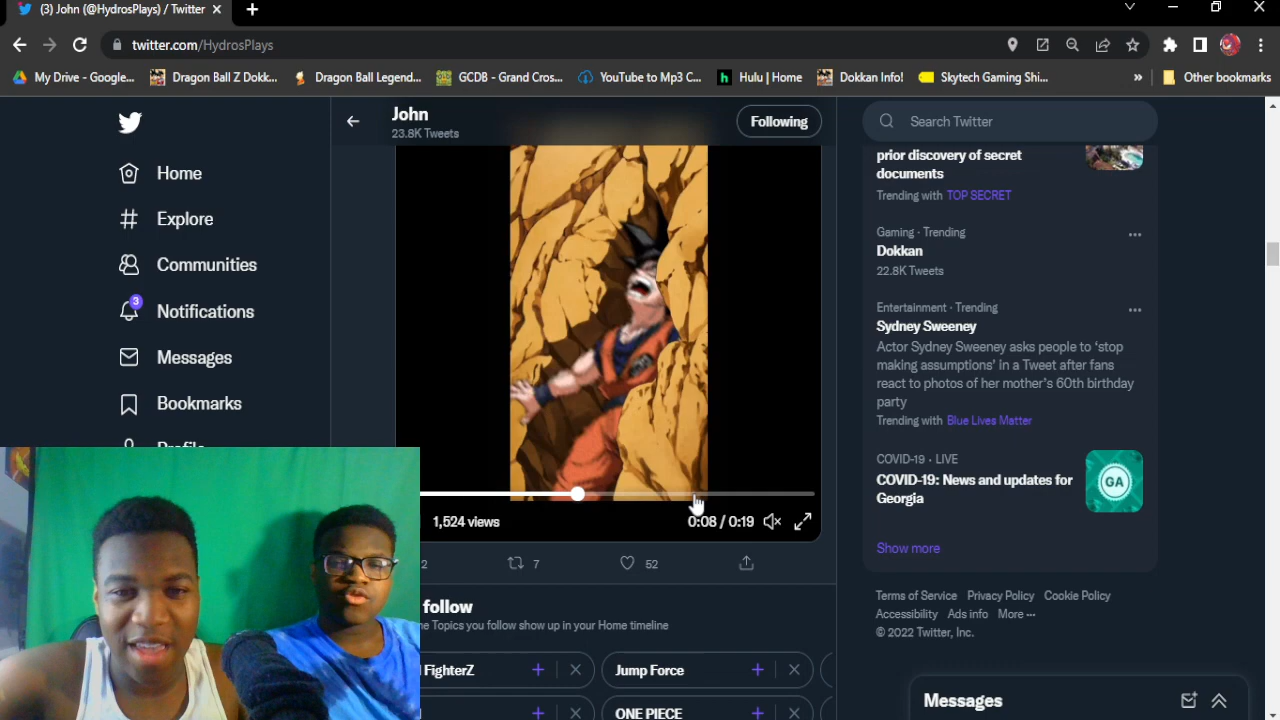 (3) John (@HydrosPlays) / Twitter
twitter.com/HydrosPlays
My Drive - Google...
Dragon Ball Z Dokk...
Dragon Ball Legend...
GCDB - Grand Cros...
YouTube to Mp3 C...
Hulu | Home
Dokkan Info!
Skytech Gaming Shi...
Other bookmarks
Home
Explore
Communities
3
Notifications
Messages
Bookmarks
John
23.8K Tweets
Following
1,524 views
0:08 / 0:19
2
7
52
follow
ne Topics you follow show up in your Home timeline
FighterZ
Jump Force
ONE PIECE
Search Twitter
prior discovery of secret
documents
Trending with TOP SECRET
Gaming · Trending
Dokkan
22.8K Tweets
Entertainment · Trending
Sydney Sweeney
Actor Sydney Sweeney asks people to ‘stop
making assumptions’ in a Tweet after fans
react to photos of her mother’s 60th birthday
party
Trending with Blue Lives Matter
COVID-19 · LIVE
COVID-19: News and updates for
Georgia
GA
Show more
Terms of Service Privacy Policy Cookie Policy
Accessibility Ads info More ···
© 2022 Twitter, Inc.
Messages